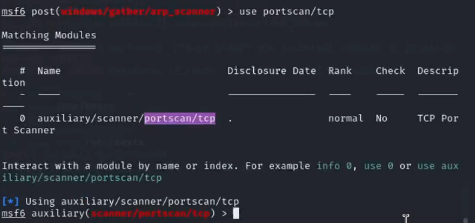 msf6 post(windows/gather/arp_scanner) > use portscan/tcp
Matching Modules
================
# Name Disclosure Date Rank Check Descrip
tion
- ---- --------------- ---- ----- -------
----
0 auxiliary/scanner/portscan/tcp . normal No TCP Por
t Scanner
Interact with a module by name or index. For example info 0, use 0 or use aux
iliary/scanner/portscan/tcp
[*] Using auxiliary/scanner/portscan/tcp
msf6 auxiliary(scanner/portscan/tcp) >